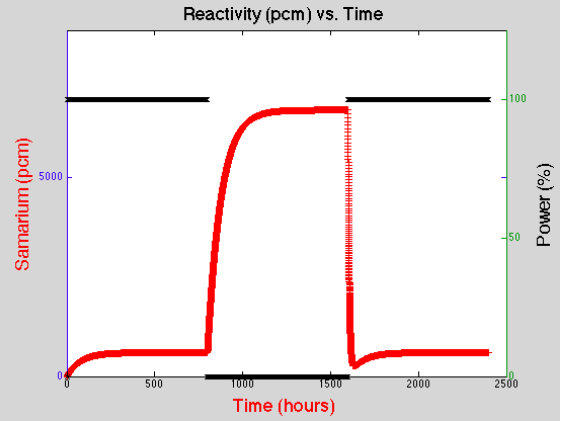 Reactivity (pcm) vs. Time
100
5000
50
0
0
0 500 1000 1500 2000 2500
Samarium (pcm)
Power (%)
Time (hours)